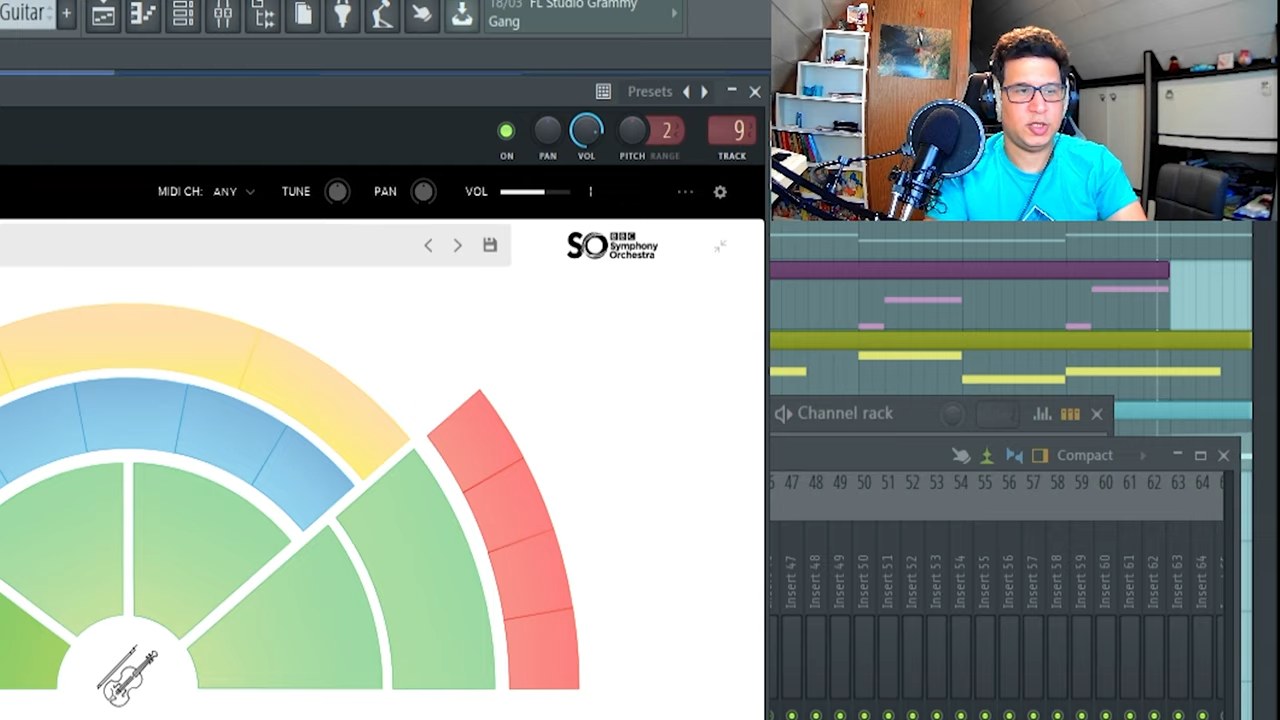 Guitar
18/03 FL Studio Grammy
Gang
Presets
2
9
ON
PAN
VOL
PITCH RANGE
TRACK
MIDI CH: ANY
TUNE
PAN
VOL
SO BBC
Symphony
Orchestra
Channel rack
Compact
47 48 49 50 51 52 53 54 55 56 57 58 59 60 61 62 63 64
Insert 47
Insert 48
Insert 49
Insert 50
Insert 51
Insert 52
Insert 53
Insert 54
Insert 55
Insert 56
Insert 57
Insert 58
Insert 59
Insert 60
Insert 61
Insert 62
Insert 63
Insert 64